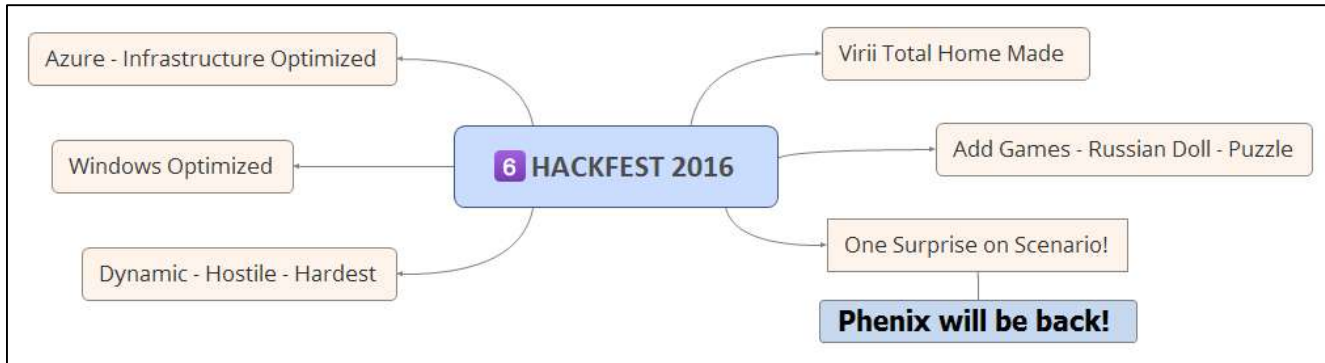 Azure - Infrastructure Optimized
Windows Optimized
Dynamic - Hostile - Hardest
6 HACKFEST 2016
Virii Total Home Made
Add Games - Russian Doll - Puzzle
One Surprise on Scenario!
Phenix will be back!